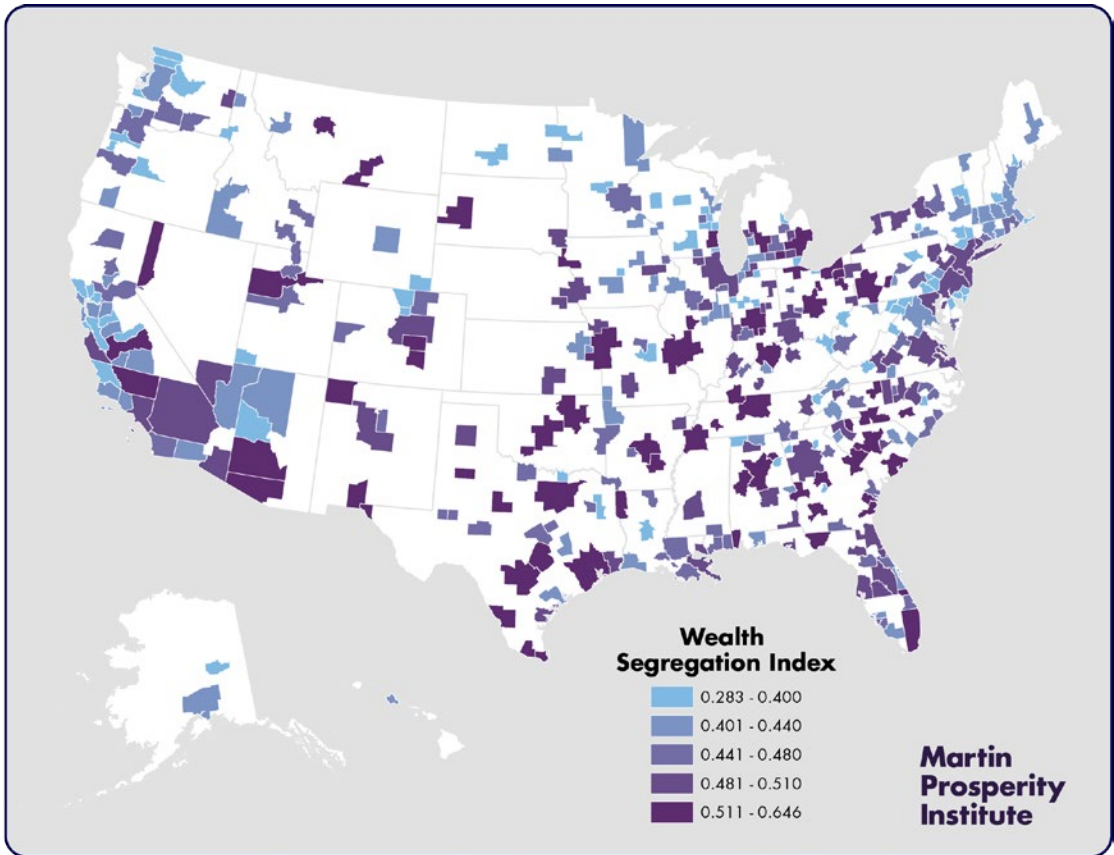 Wealth
Segregation Index
0.283 - 0.400
0.401 - 0.440
0.441 - 0.480
0.481 - 0.510
0.511 - 0.646
Martin
Prosperity
Institute